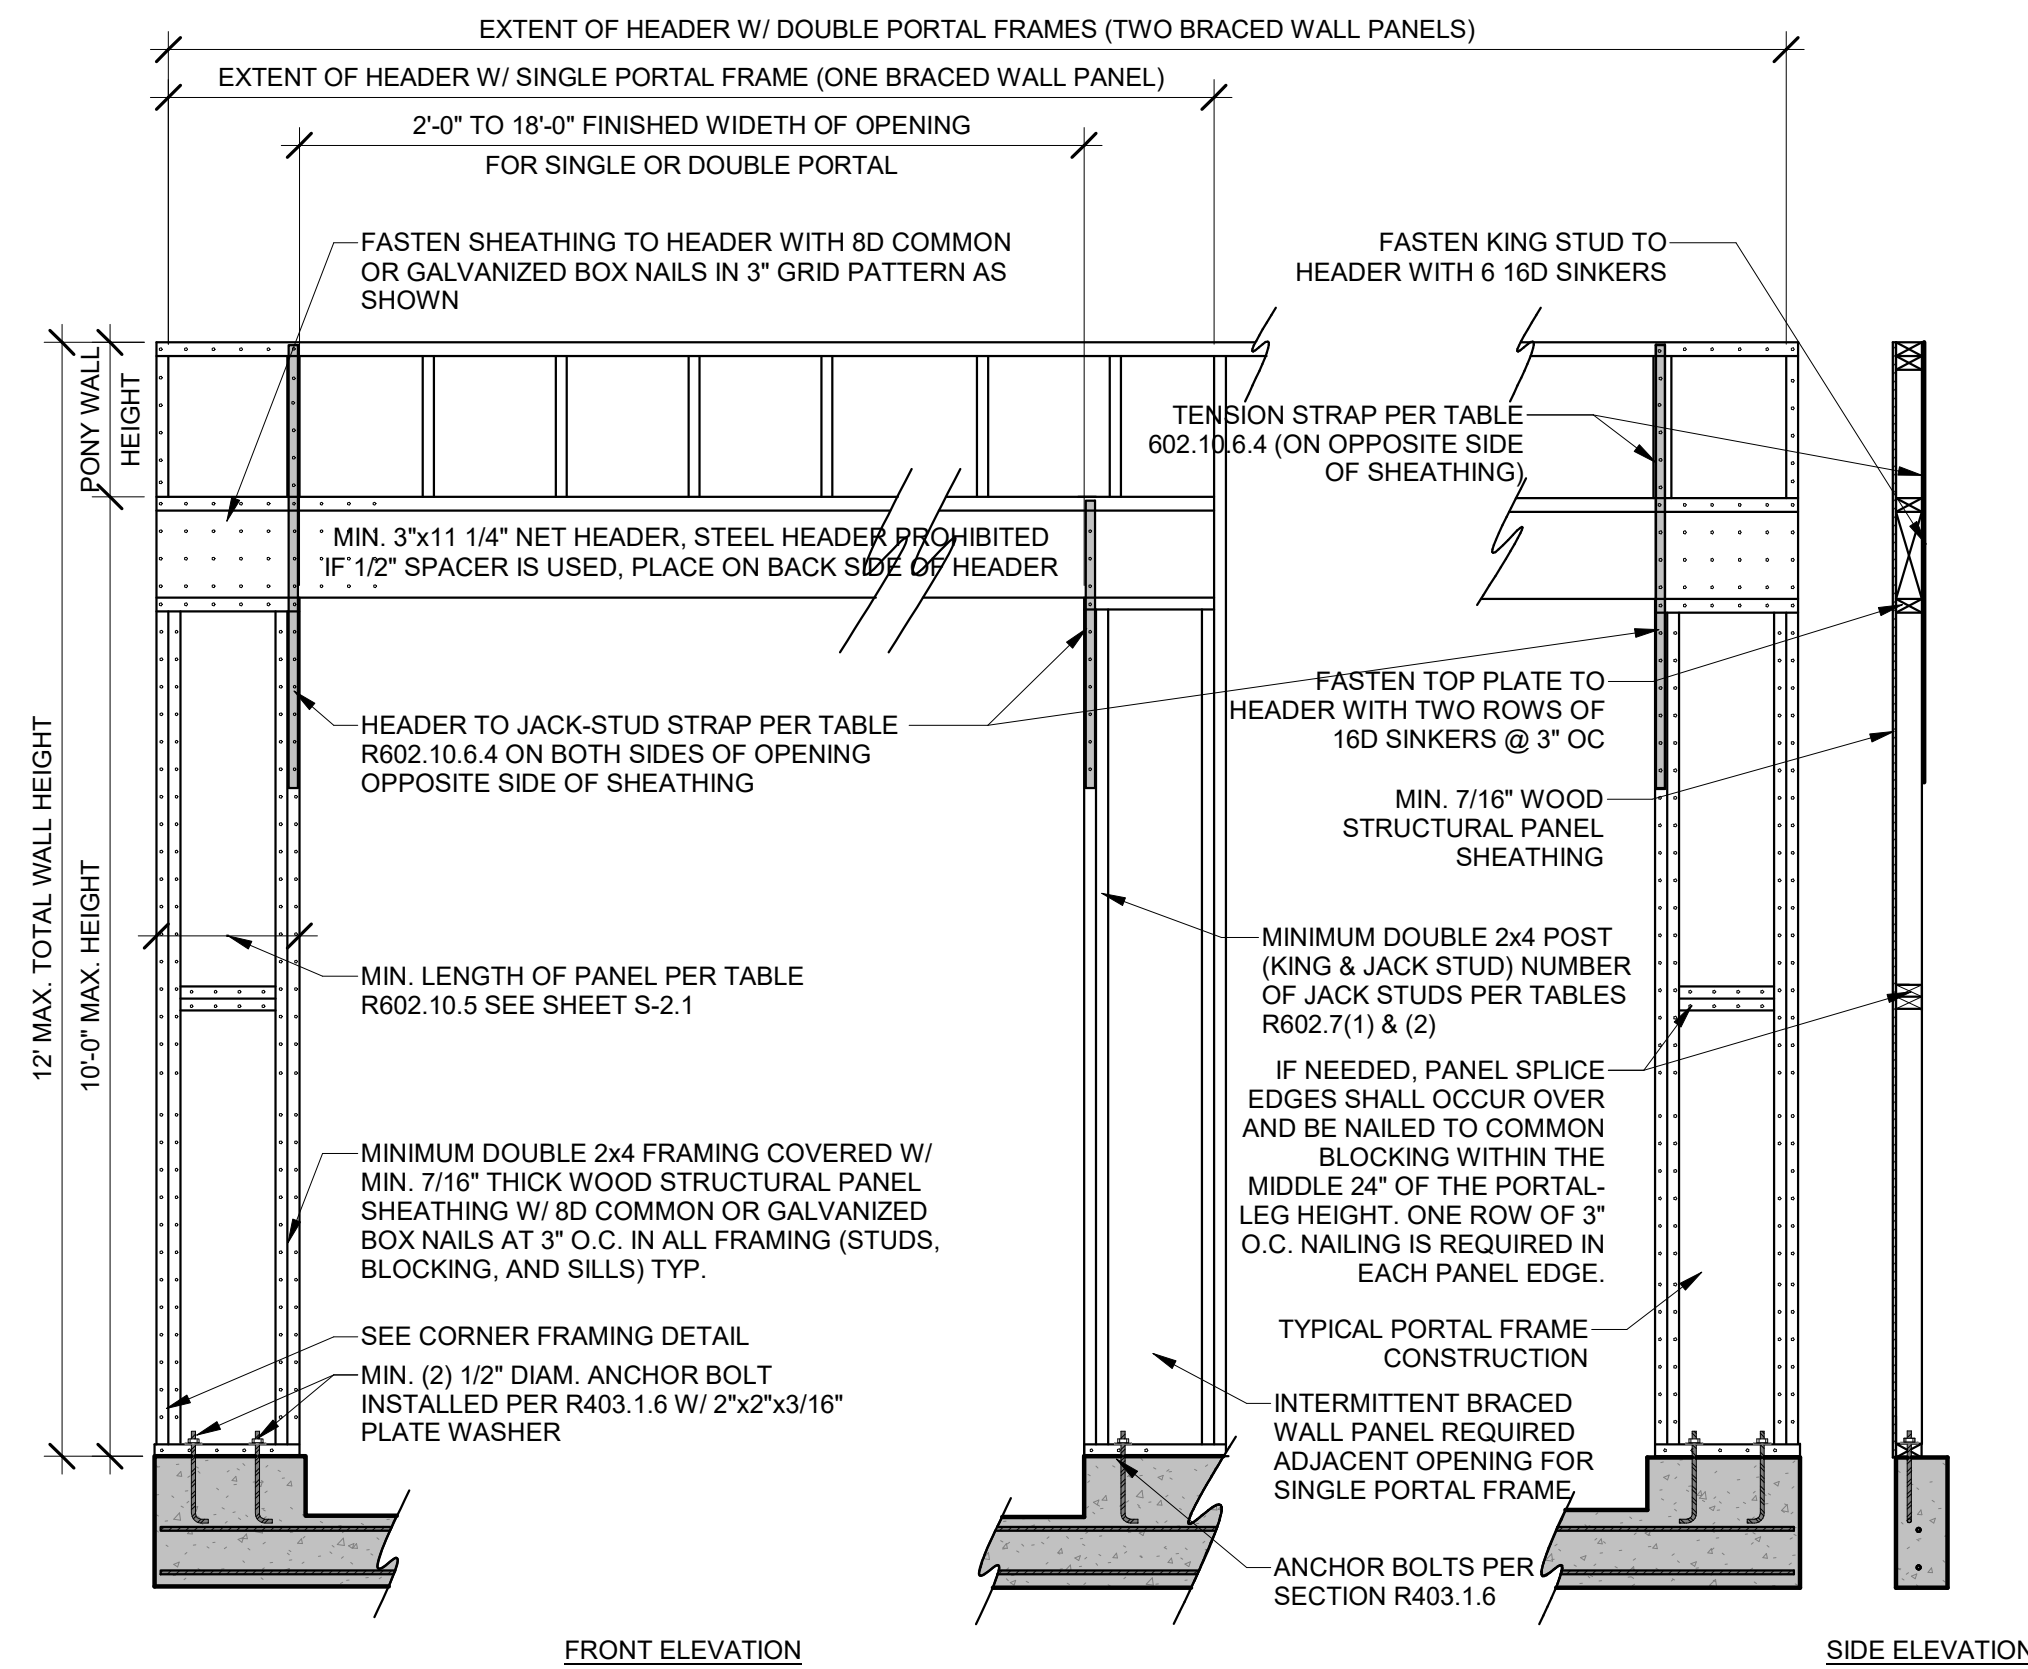 EXTENT OF HEADER W/ DOUBLE PORTAL FRAMES (TWO BRACED WALL PANELS)
EXTENT OF HEADER W/ SINGLE PORTAL FRAME (ONE BRACED WALL PANEL)
2'-0" TO 18'-0" FINISHED WIDETH OF OPENING
FOR SINGLE OR DOUBLE PORTAL
FASTEN SHEATHING TO HEADER WITH 8D COMMON
OR GALVANIZED BOX NAILS IN 3" GRID PATTERN AS
SHOWN
FASTEN KING STUD TO
HEADER WITH 6 16D SINKERS
PONY WALL
HEIGHT
12' MAX. TOTAL WALL HEIGHT
10'-0" MAX. HEIGHT
TENSION STRAP PER TABLE
602.10.6.4 (ON OPPOSITE SIDE
OF SHEATHING)
MIN. 3"x11 1/4" NET HEADER, STEEL HEADER PROHIBITED
IF 1/2" SPACER IS USED, PLACE ON BACK SIDE OF HEADER
HEADER TO JACK-STUD STRAP PER TABLE
R602.10.6.4 ON BOTH SIDES OF OPENING
OPPOSITE SIDE OF SHEATHING
FASTEN TOP PLATE TO
HEADER WITH TWO ROWS OF
16D SINKERS @ 3" OC
MIN. 7/16" WOOD
STRUCTURAL PANEL
SHEATHING
MIN. LENGTH OF PANEL PER TABLE
R602.10.5 SEE SHEET S-2.1
MINIMUM DOUBLE 2x4 POST
(KING & JACK STUD) NUMBER
OF JACK STUDS PER TABLES
R602.7(1) & (2)
IF NEEDED, PANEL SPLICE
EDGES SHALL OCCUR OVER
AND BE NAILED TO COMMON
BLOCKING WITHIN THE
MIDDLE 24" OF THE PORTAL-
LEG HEIGHT. ONE ROW OF 3"
O.C. NAILING IS REQUIRED IN
EACH PANEL EDGE.
MINIMUM DOUBLE 2x4 FRAMING COVERED W/
MIN. 7/16" THICK WOOD STRUCTURAL PANEL
SHEATHING W/ 8D COMMON OR GALVANIZED
BOX NAILS AT 3" O.C. IN ALL FRAMING (STUDS,
BLOCKING, AND SILLS) TYP.
SEE CORNER FRAMING DETAIL
MIN. (2) 1/2" DIAM. ANCHOR BOLT
INSTALLED PER R403.1.6 W/ 2"x2"x3/16"
PLATE WASHER
TYPICAL PORTAL FRAME
CONSTRUCTION
INTERMITTENT BRACED
WALL PANEL REQUIRED
ADJACENT OPENING FOR
SINGLE PORTAL FRAME
ANCHOR BOLTS PER
SECTION R403.1.6
FRONT ELEVATION
SIDE ELEVATION